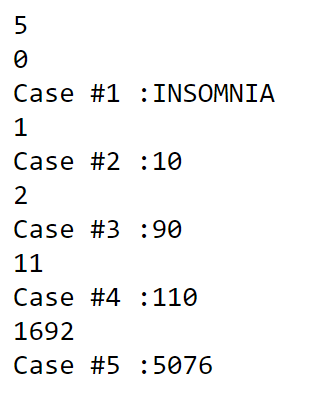 5
0
Case #1 :INSOMNIA
1
Case #2 :10
2
Case #3 :90
11
Case #4 :110
1692
Case #5 :5076